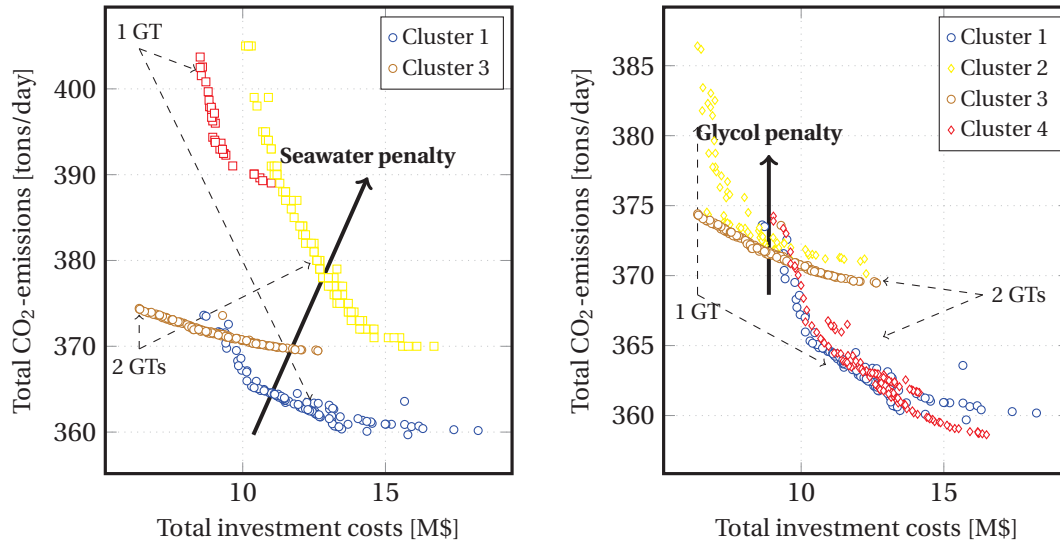 Total CO₂-emissions [tons/day]
400
390
380
370
360
10
15
Total investment costs [M$]
1 GT
Seawater penalty
2 GTs
Cluster 1
Cluster 3
Total CO₂-emissions [tons/day]
385
380
375
370
365
360
10
15
Total investment costs [M$]
Glycol penalty
1 GT
2 GTs
Cluster 1
Cluster 2
Cluster 3
Cluster 4